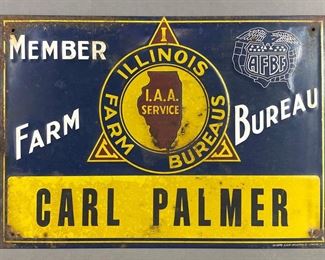 MEMBER
AFBF
ILLINOIS
FARM BUREAUS
I.A.A.
SERVICE
I
A
A
FARM BUREAU
CARL PALMER